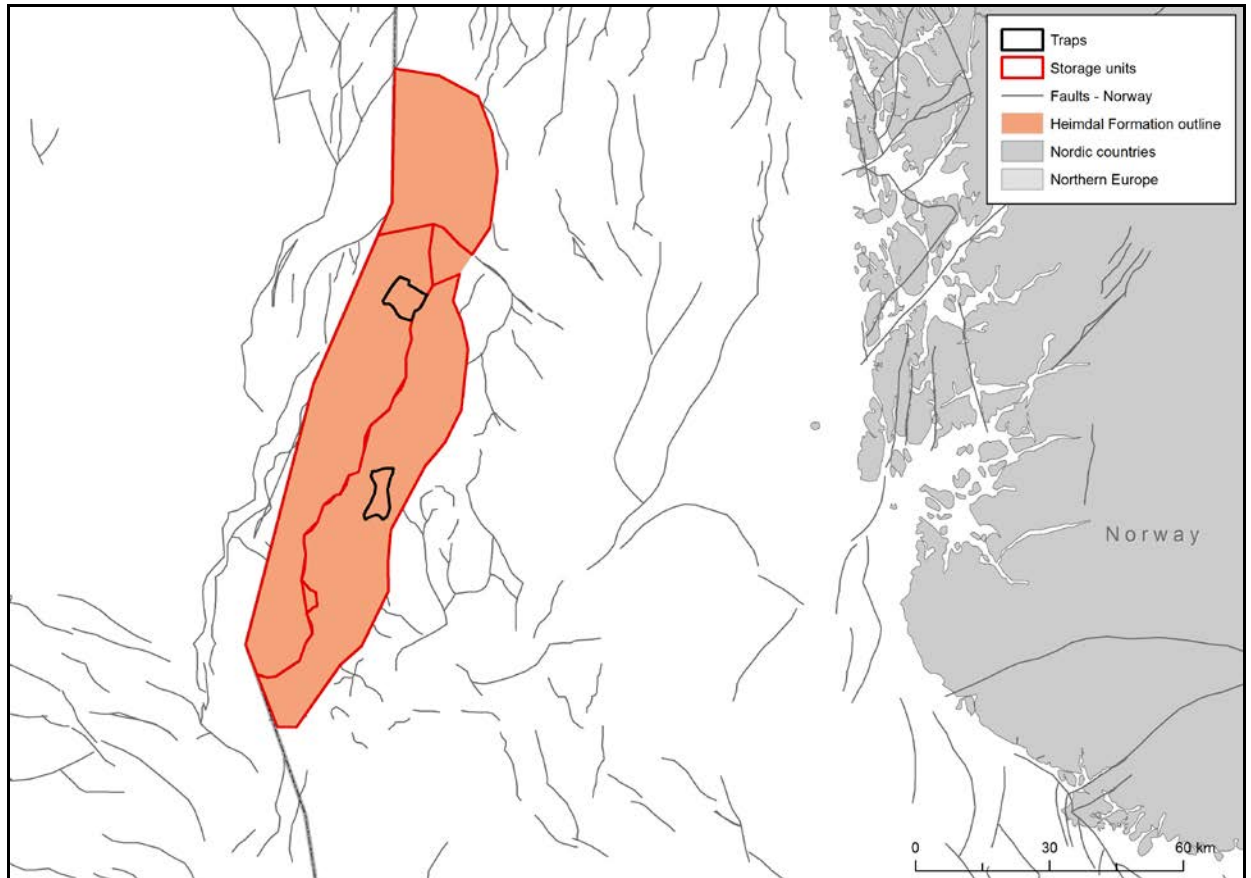 Traps
Storage units
Faults - Norway
Heimdal Formation outline
Nordic countries
Northern Europe
Norway
0 30 60 km